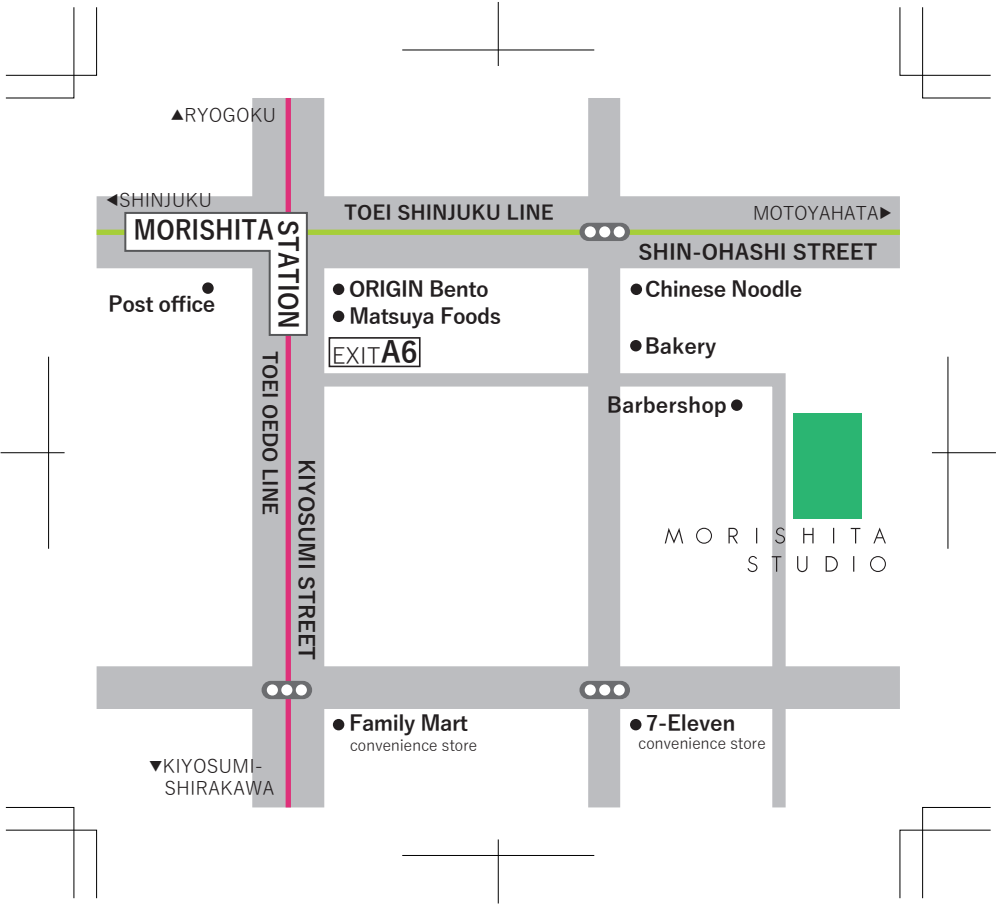 ▲RYOGOKU
◀SHINJUKU
TOEI SHINJUKU LINE
MOTOYAHATA▶
MORISHITA
STATION
SHIN-OHASHI STREET
Post office
ORIGIN Bento
Matsuya Foods
EXIT A6
Chinese Noodle
Bakery
Barbershop
TOEI OEDO LINE
KIYOSUMI STREET
MORISHITA
STUDIO
Family Mart
convenience store
7-Eleven
convenience store
▼KIYOSUMI-
SHIRAKAWA